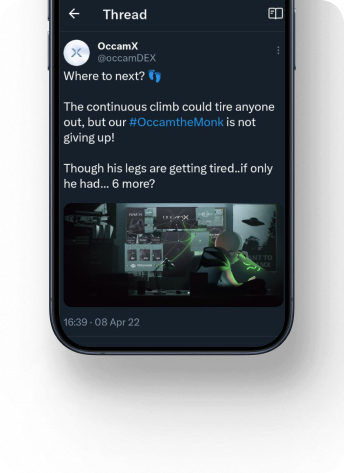 Thread
OccamX
@occamDEX
Where to next? 👣
The continuous climb could tire anyone
out, but our #OccamtheMonk is not
giving up!
Though his legs are getting tired..if only
he had... 6 more?
16:39 - 08 Apr 22